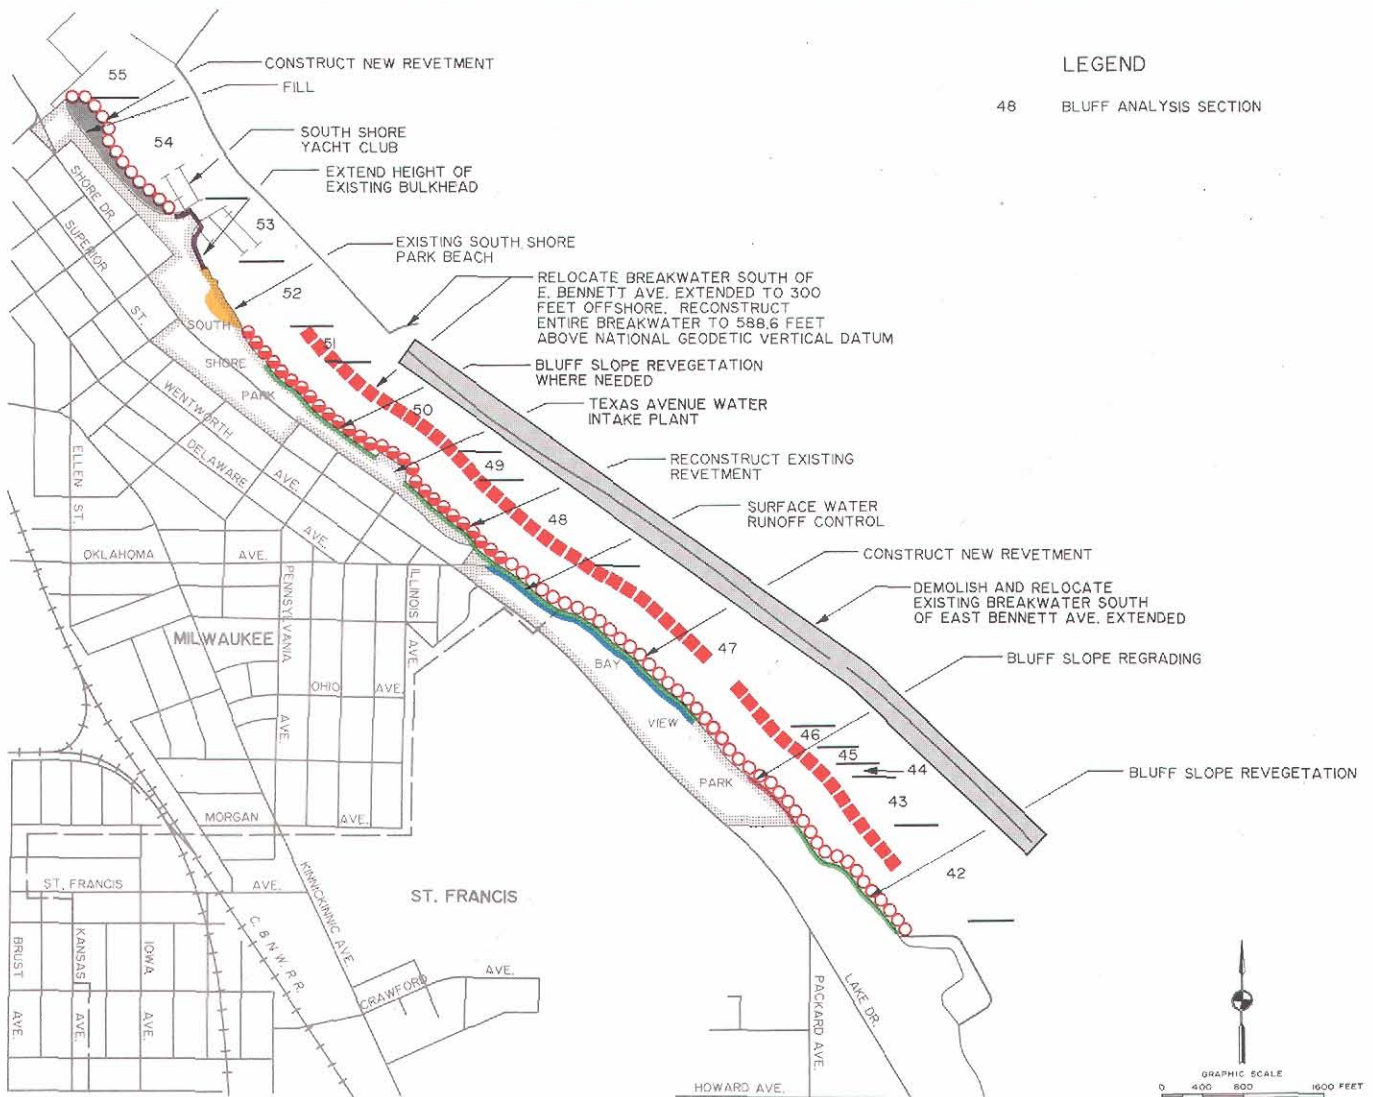 LEGEND
48 BLUFF ANALYSIS SECTION
55
CONSTRUCT NEW REVETMENT
FILL
54
SOUTH SHORE
YACHT CLUB
EXTEND HEIGHT OF
EXISTING BULKHEAD
53
EXISTING SOUTH SHORE
PARK BEACH
52
RELOCATE BREAKWATER SOUTH OF
E. BENNETT AVE. EXTENDED TO 300
FEET OFFSHORE. RECONSTRUCT
ENTIRE BREAKWATER TO 588.6 FEET
ABOVE NATIONAL GEODETIC VERTICAL DATUM
51
BLUFF SLOPE REVEGETATION
WHERE NEEDED
50
TEXAS AVENUE WATER
INTAKE PLANT
49
RECONSTRUCT EXISTING
REVETMENT
48
SURFACE WATER
RUNOFF CONTROL
CONSTRUCT NEW REVETMENT
DEMOLISH AND RELOCATE
EXISTING BREAKWATER SOUTH
OF EAST BENNETT AVE. EXTENDED
47
BLUFF SLOPE REGRADING
46
45
44
43
BLUFF SLOPE REVEGETATION
42
SHORE DR.
SUPERIOR
ST.
SOUTH
SHORE
PARK
WENTWORTH
AVE.
DELAWARE
AVE.
ELLEN
ST.
OKLAHOMA AVE.
PENNSYLVANIA
AVE.
ILLINOIS
AVE.
MILWAUKEE
OHIO AVE.
BAY
VIEW
PARK
MORGAN AVE.
ST. FRANCIS AVE.
KINNICKINNIC AVE.
ST. FRANCIS
C. & N.W. R.R.
BRUST
AVE.
KANSAS
AVE.
IOWA
AVE.
CRAWFORD
AVE.
PACKARD AVE.
LAKE DR.
HOWARD AVE.
GRAPHIC SCALE
0 400 800 1600 FEET